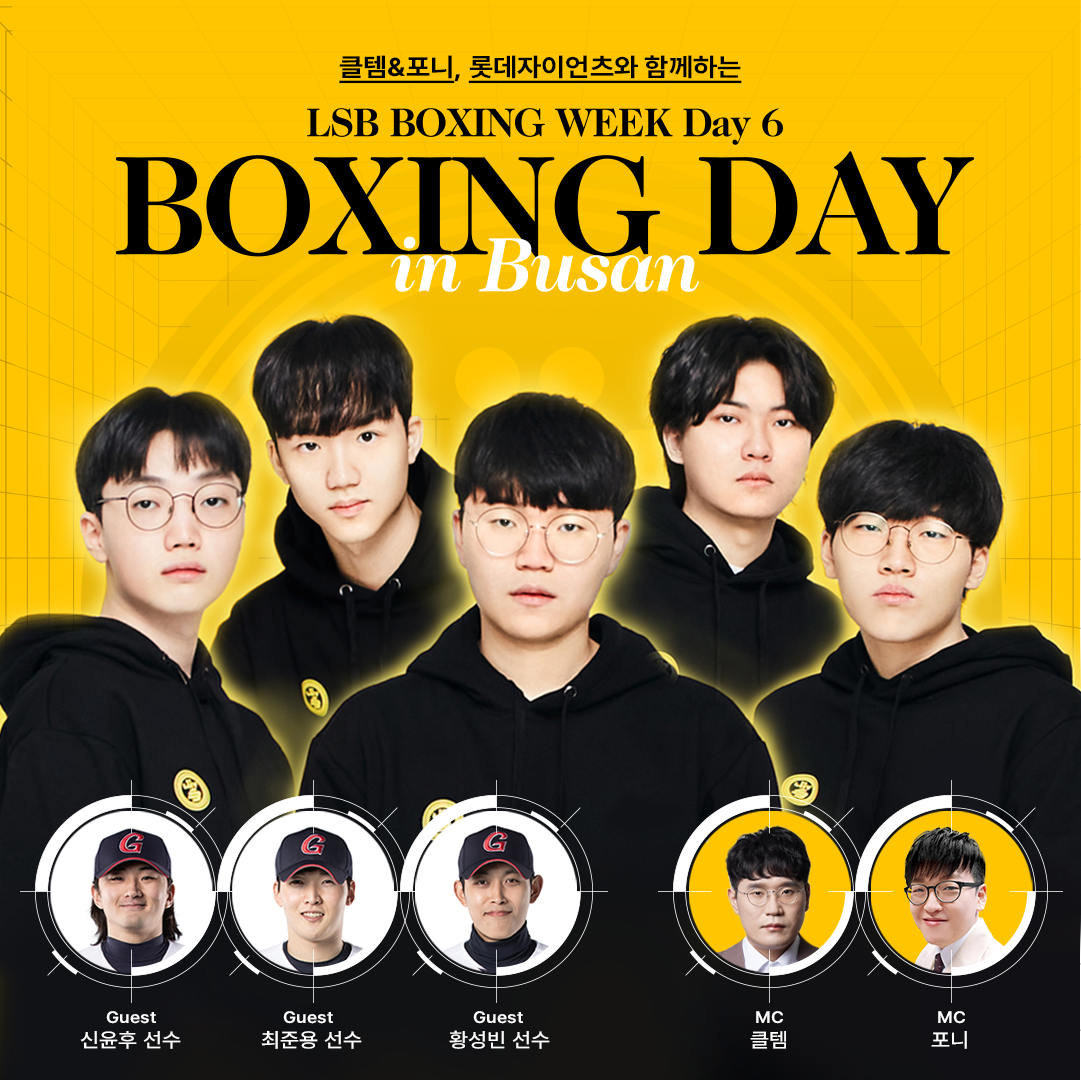 클템&포니, 롯데자이언츠와 함께하는
LSB BOXING WEEK Day 6
BOXING DAY
in Busan
G
G
G
Guest
신윤후 선수
Guest
최준용 선수
Guest
황성빈 선수
MC
클템
MC
포니